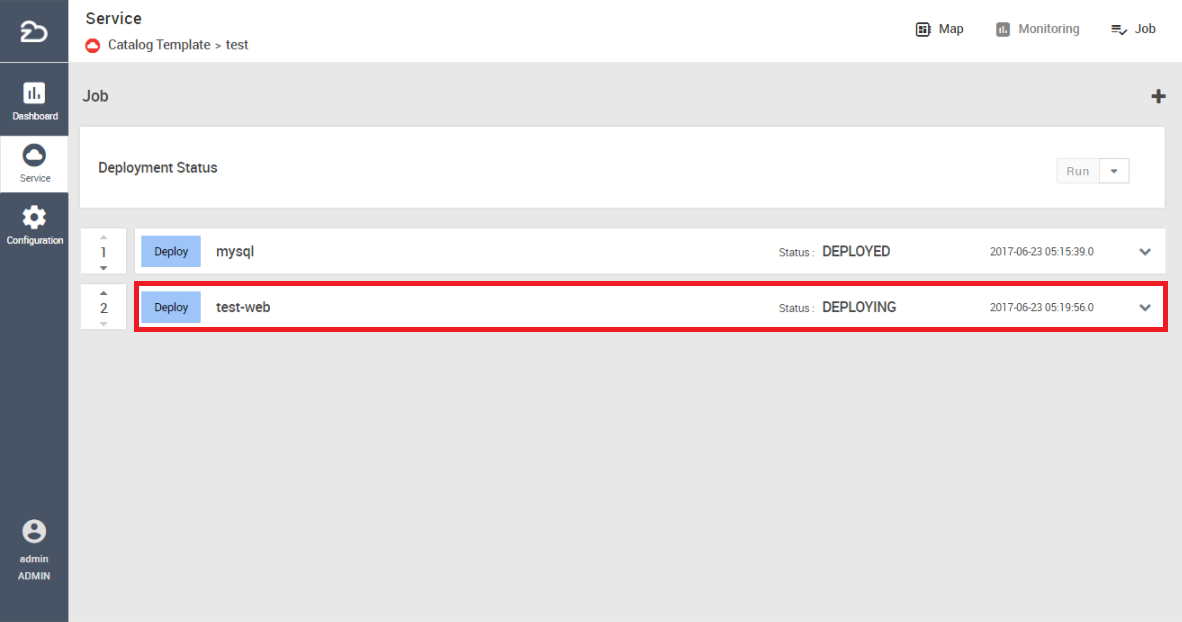 Service
Catalog Template > test
Map
Monitoring
Job
Dashboard
Service
Configuration
admin
ADMIN
Job
Deployment Status
Run
1
Deploy mysql Status : DEPLOYED 2017-06-23 05:15:39.0
2
Deploy test-web Status : DEPLOYING 2017-06-23 05:19:56.0